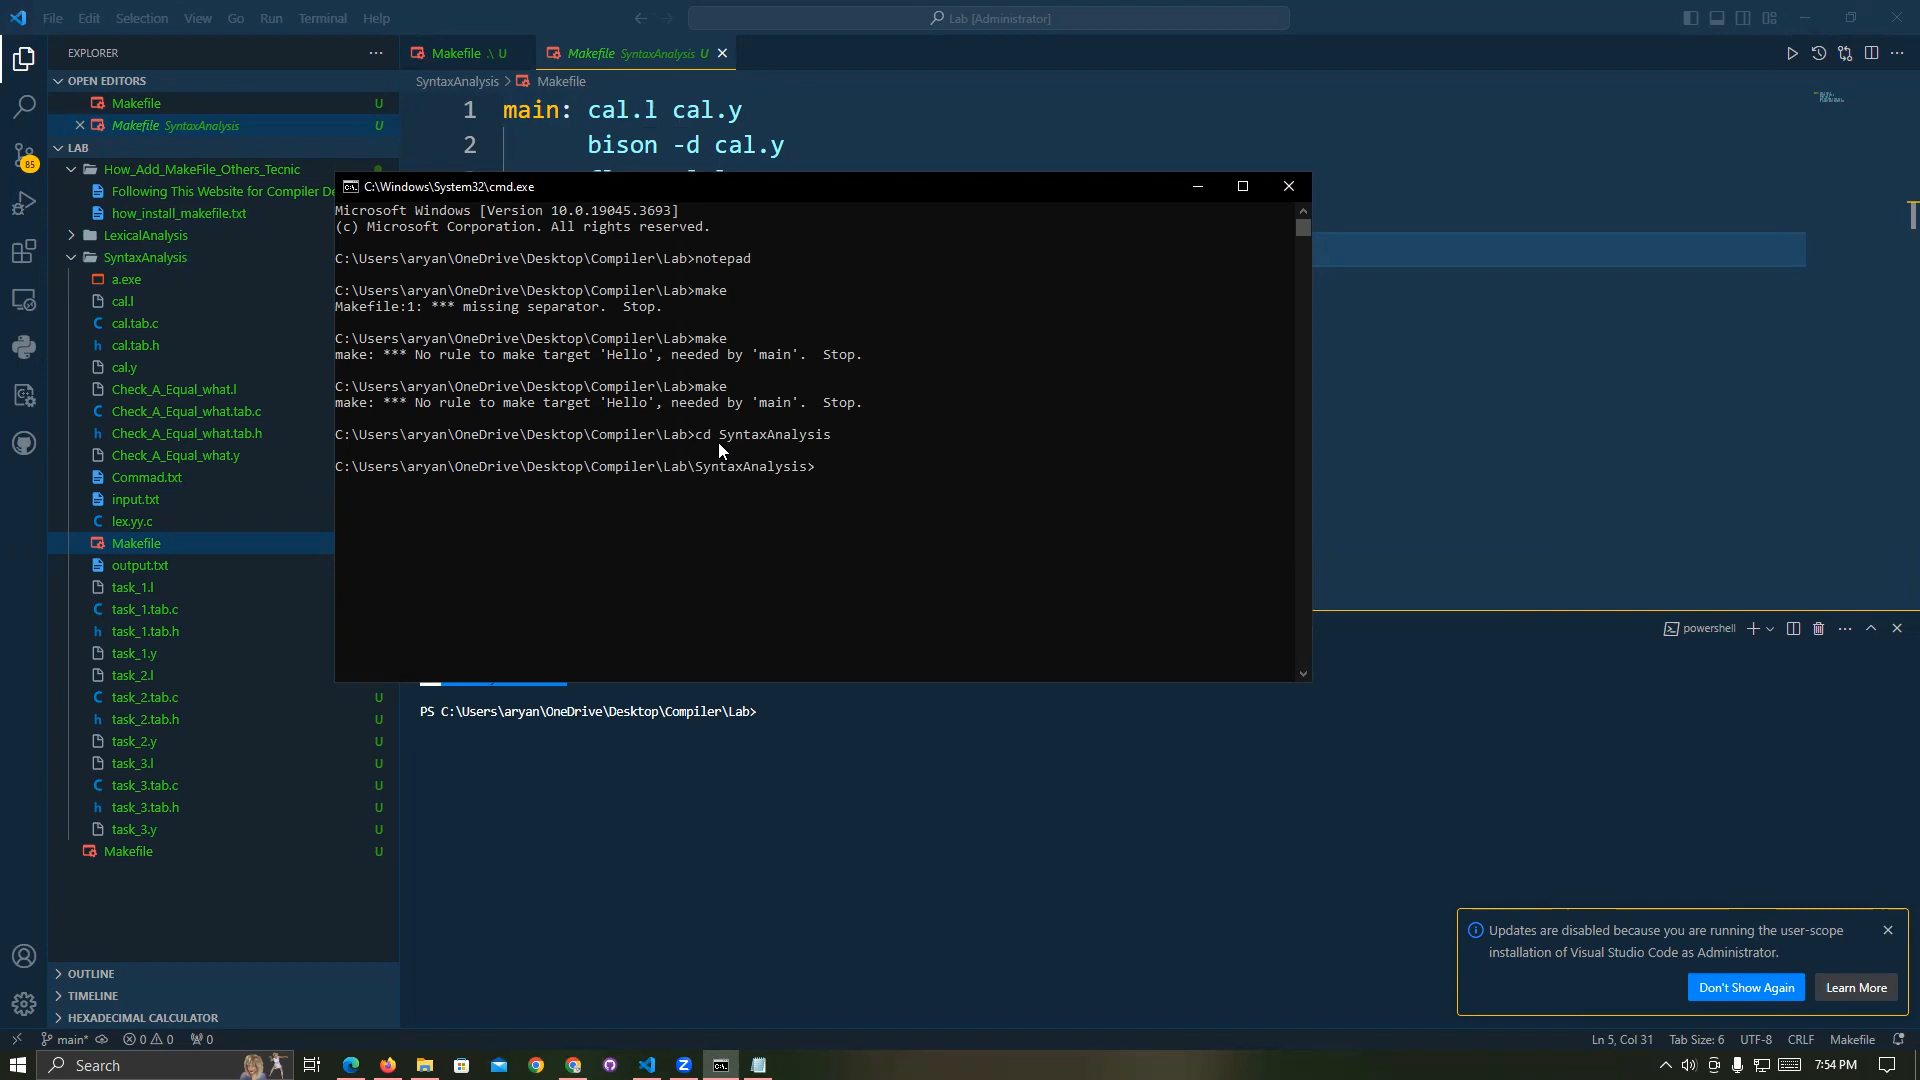 File Edit Selection View Go Run Terminal Help
Lab [Administrator]
EXPLORER
Makefile .\ U
Makefile SyntaxAnalysis U
OPEN EDITORS
Makefile U
Makefile SyntaxAnalysis U
SyntaxAnalysis > Makefile
1 main: cal.l cal.y
2 bison -d cal.y
LAB
How_Add_MakeFile_Others_Tecnic
Following This Website for Compiler De
how_install_makefile.txt
LexicalAnalysis
SyntaxAnalysis
a.exe
cal.l
cal.tab.c
cal.tab.h
cal.y
Check_A_Equal_what.l
Check_A_Equal_what.tab.c
Check_A_Equal_what.tab.h
Check_A_Equal_what.y
Commad.txt
input.txt
lex.yy.c
Makefile
output.txt
task_1.l
task_1.tab.c
task_1.tab.h
task_1.y
task_2.l
task_2.tab.c U
task_2.tab.h U
task_2.y U
task_3.l U
task_3.tab.c U
task_3.tab.h U
task_3.y U
Makefile U
OUTLINE
TIMELINE
HEXADECIMAL CALCULATOR
85
C:\Windows\System32\cmd.exe
Microsoft Windows [Version 10.0.19045.3693]
(c) Microsoft Corporation. All rights reserved.
C:\Users\aryan\OneDrive\Desktop\Compiler\Lab>notepad
C:\Users\aryan\OneDrive\Desktop\Compiler\Lab>make
Makefile:1: *** missing separator.  Stop.
C:\Users\aryan\OneDrive\Desktop\Compiler\Lab>make
make: *** No rule to make target 'Hello', needed by 'main'.  Stop.
C:\Users\aryan\OneDrive\Desktop\Compiler\Lab>make
make: *** No rule to make target 'Hello', needed by 'main'.  Stop.
C:\Users\aryan\OneDrive\Desktop\Compiler\Lab>cd SyntaxAnalysis
C:\Users\aryan\OneDrive\Desktop\Compiler\Lab\SyntaxAnalysis>
powershell
PS C:\Users\aryan\OneDrive\Desktop\Compiler\Lab>
Updates are disabled because you are running the user-scope
installation of Visual Studio Code as Administrator.
Don't Show Again
Learn More
main* 0 0 0
Ln 5, Col 31 Tab Size: 6 UTF-8 CRLF Makefile
Search
7:54 PM